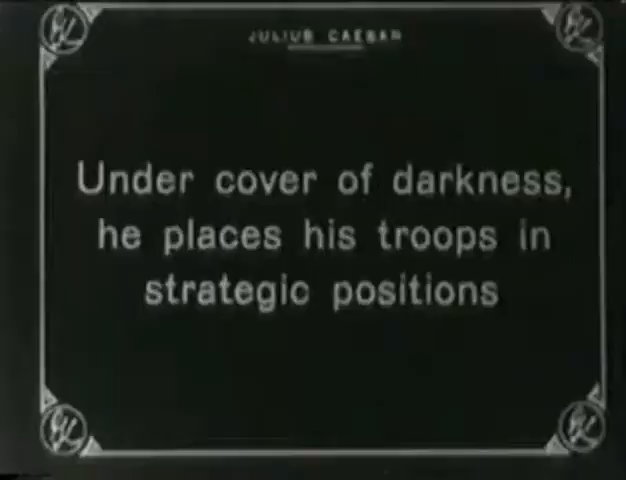 JULIUS CAESAR
Under cover of darkness,
he places his troops in
strategic positions